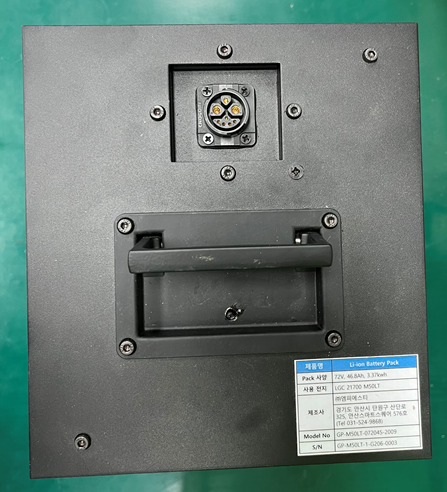 제품명 Li-ion Battery Pack
Pack 사양 72V, 46.8Ah, 3.37kwh
사용 전지 LGC 21700 M50LT
㈜엠피에스티
제조사 경기도 안산시 단원구 산단로
325, 안산스마트스퀘어 576호
(Tel 031-524-9868)
Model No GP-M50LT-072045-2009
S/N GP-M50LT-1-G206-0003